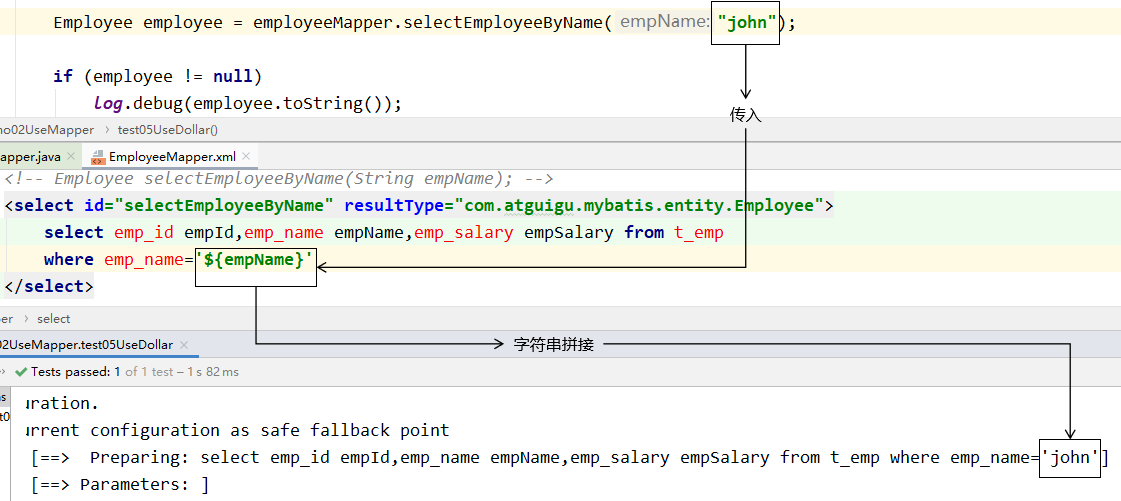 Employee employee = employeeMapper.selectEmployeeByName( empName: "john");
if (employee != null)
log.debug(employee.toString());
传入
no02UseMapper › test05UseDollar()
apper.java × EmployeeMapper.xml ×
<!-- Employee selectEmployeeByName(String empName); -->
<select id="selectEmployeeByName" resultType="com.atguigu.mybatis.entity.Employee">
select emp_id empId,emp_name empName,emp_salary empSalary from t_emp
where emp_name='${empName}'
</select>
er › select
02UseMapper.test05UseDollar ×
字符串拼接
›› Tests passed: 1 of 1 test – 1 s 82 ms
uration.
urrent configuration as safe fallback point
[==>  Preparing: select emp_id empId,emp_name empName,emp_salary empSalary from t_emp where emp_name='john']
[==> Parameters: ]